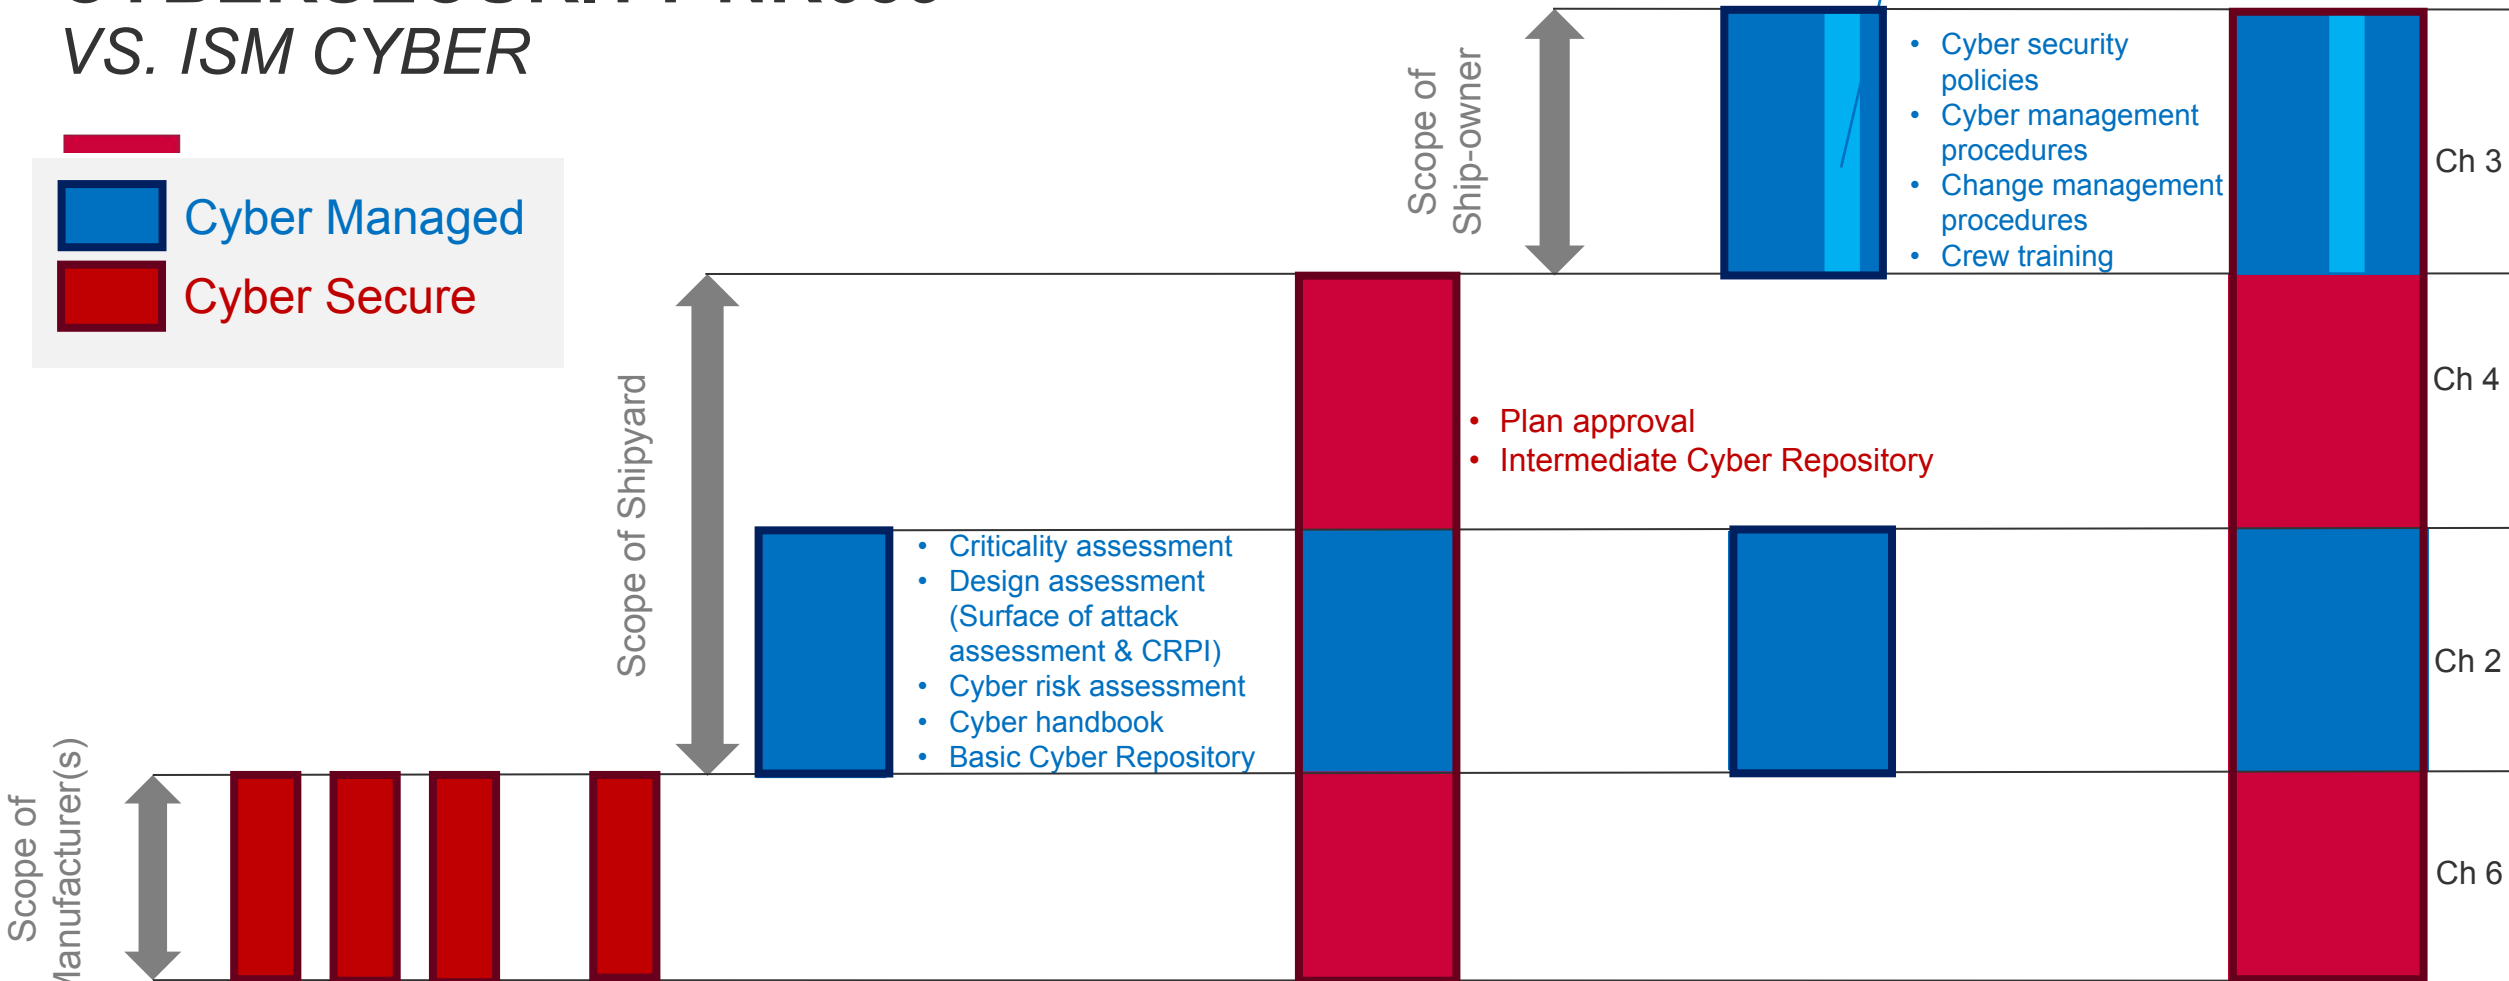 VS. ISM CYBER
Cyber Managed
Cyber Secure
Scope of
Ship-owner
• Cyber security
policies
• Cyber management
procedures
• Change management
procedures
• Crew training
Ch 3
Scope of Shipyard
• Plan approval
• Intermediate Cyber Repository
Ch 4
• Criticality assessment
• Design assessment
(Surface of attack
assessment & CRPI)
• Cyber risk assessment
• Cyber handbook
• Basic Cyber Repository
Ch 2
Scope of
Manufacturer(s)
Ch 6